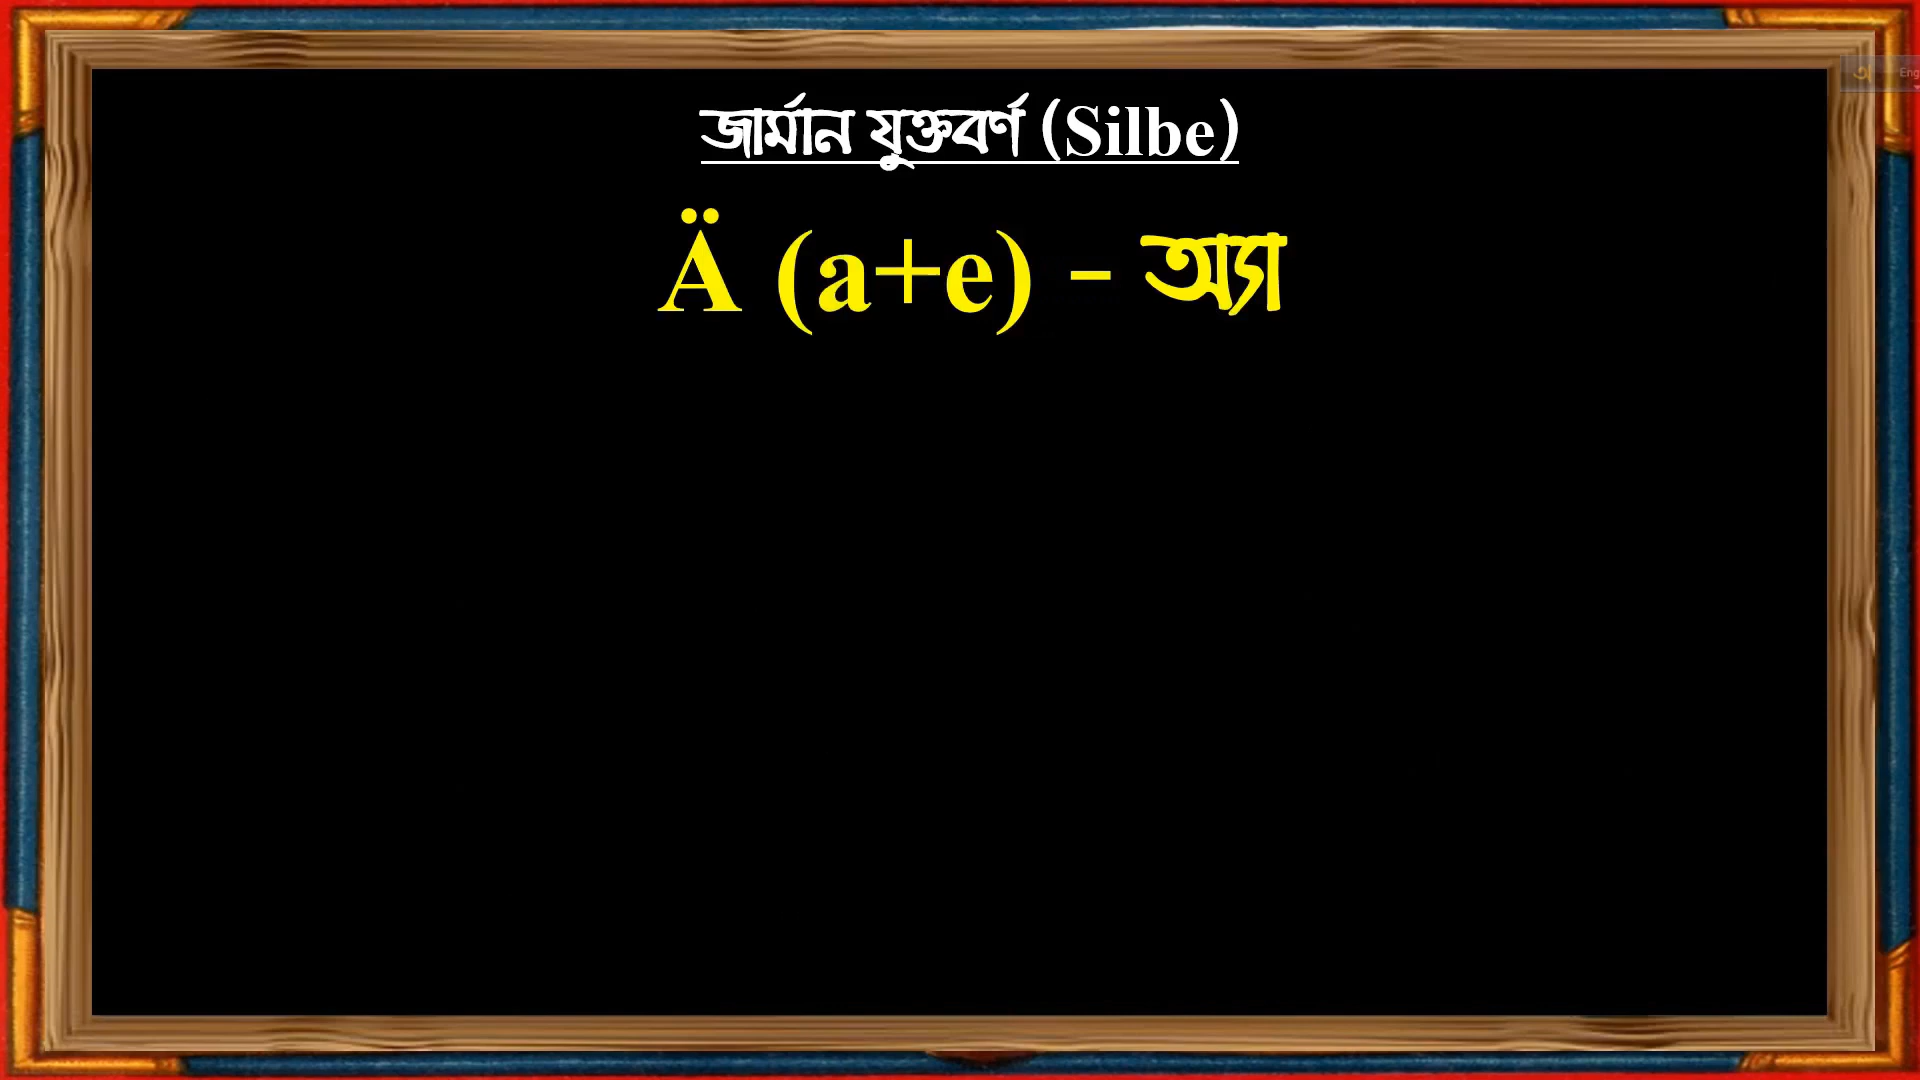 জার্মান যুক্তবর্ণ (Silbe)
Ä (a+e) - অ্যা